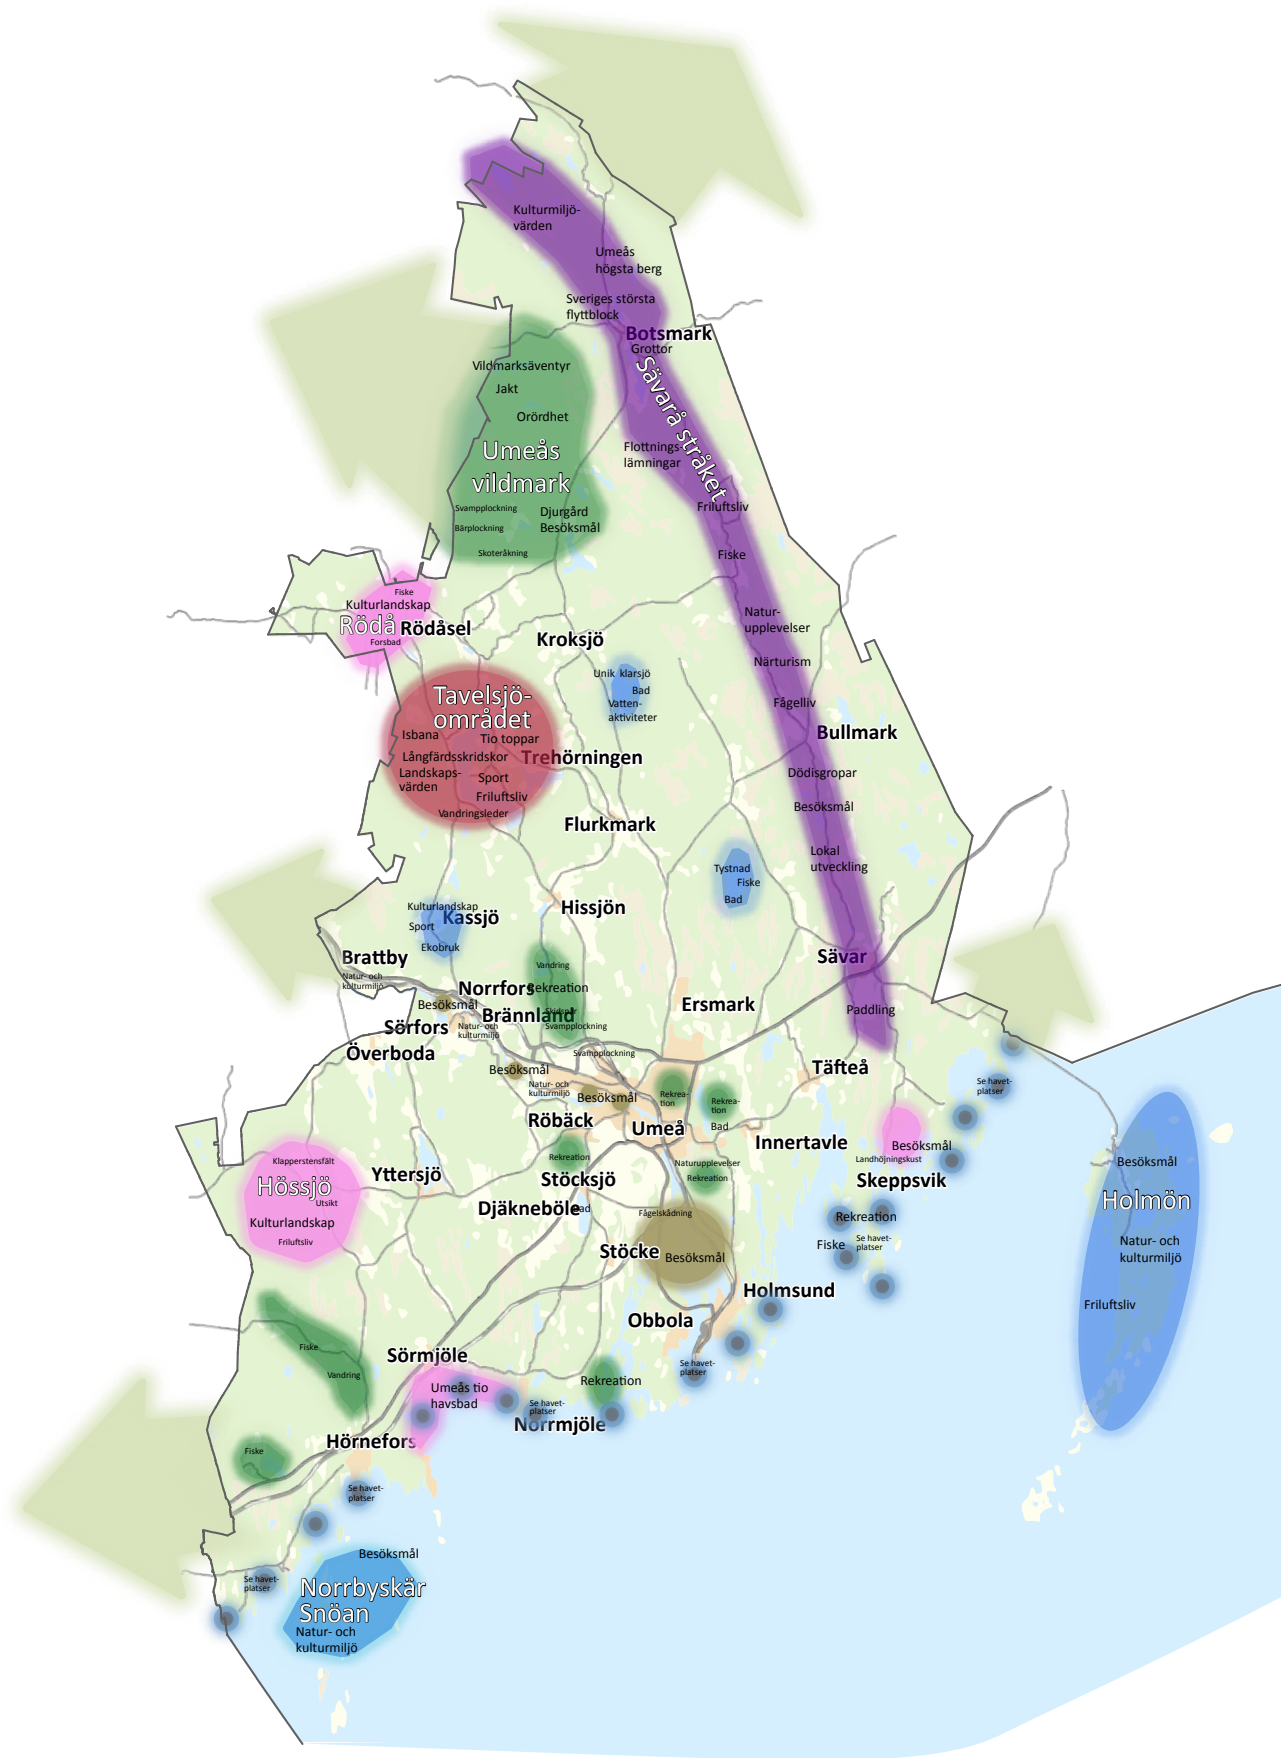 Kulturmiljö-
värden
Umeås
högsta berg
Sveriges största
flyttblock
Botsmark
Grottor
Sävarå stråket
Vildmarksäventyr
Jakt
Orördhet
Umeås
vildmark
Flottnings-
lämningar
Svampplockning
Djurgård
Bärplockning
Besöksmål
Skoteråkning
Friluftsliv
Fiske
Fiske
Kulturlandskap
Rödå
Rödåsel
Forsbad
Kroksjö
Natur-
upplevelser
Närturism
Unik klarsjö
Bad
Vatten-
aktiviteter
Tavelsjö-
området
Isbana
Tio toppar
Långfärdsskridskor
Landskaps-
värden
Sport
Friluftsliv
Vandringsleder
Trehörningen
Fågelliv
Bullmark
Dödisgropar
Besöksmål
Flurkmark
Lokal
utveckling
Tystnad
Fiske
Bad
Kulturlandskap
Kassjö
Sport
Ekobruk
Hissjön
Brattby
Natur- och
kulturmiljö
Sävar
Vandring
Norrfors
Rekreation
Besöksmål
Brännland
Skidspår
Svampplockning
Ersmark
Paddling
Sörfors
Natur- och
kulturmiljö
Överboda
Svampplockning
Besöksmål
Natur- och
kulturmiljö
Besöksmål
Täfteå
Se havet-
platser
Rekrea-
tion
Rekrea-
tion
Bad
Röbäck
Umeå
Innertavle
Besöksmål
Landhöjningskust
Skeppsvik
Besöksmål
Holmön
Natur- och
kulturmiljö
Friluftsliv
Klapperstensfält
Hössjö
Utsikt
Kulturlandskap
Friluftsliv
Yttersjö
Rekreation
Stöcksjö
Naturupplevelser
Rekreation
Djäkneböle
Bad
Fågelskådning
Stöcke
Besöksmål
Rekreation
Fiske
Se havet-
platser
Holmsund
Obbola
Fiske
Vandring
Sörmjöle
Umeås tio
havsbad
Rekreation
Se havet-
platser
Se havet-
platser
Norrmjöle
Hörnefors
Fiske
Se havet-
platser
Besöksmål
Se havet-
platser
Norrbyskär
Snöan
Natur- och
kulturmiljö